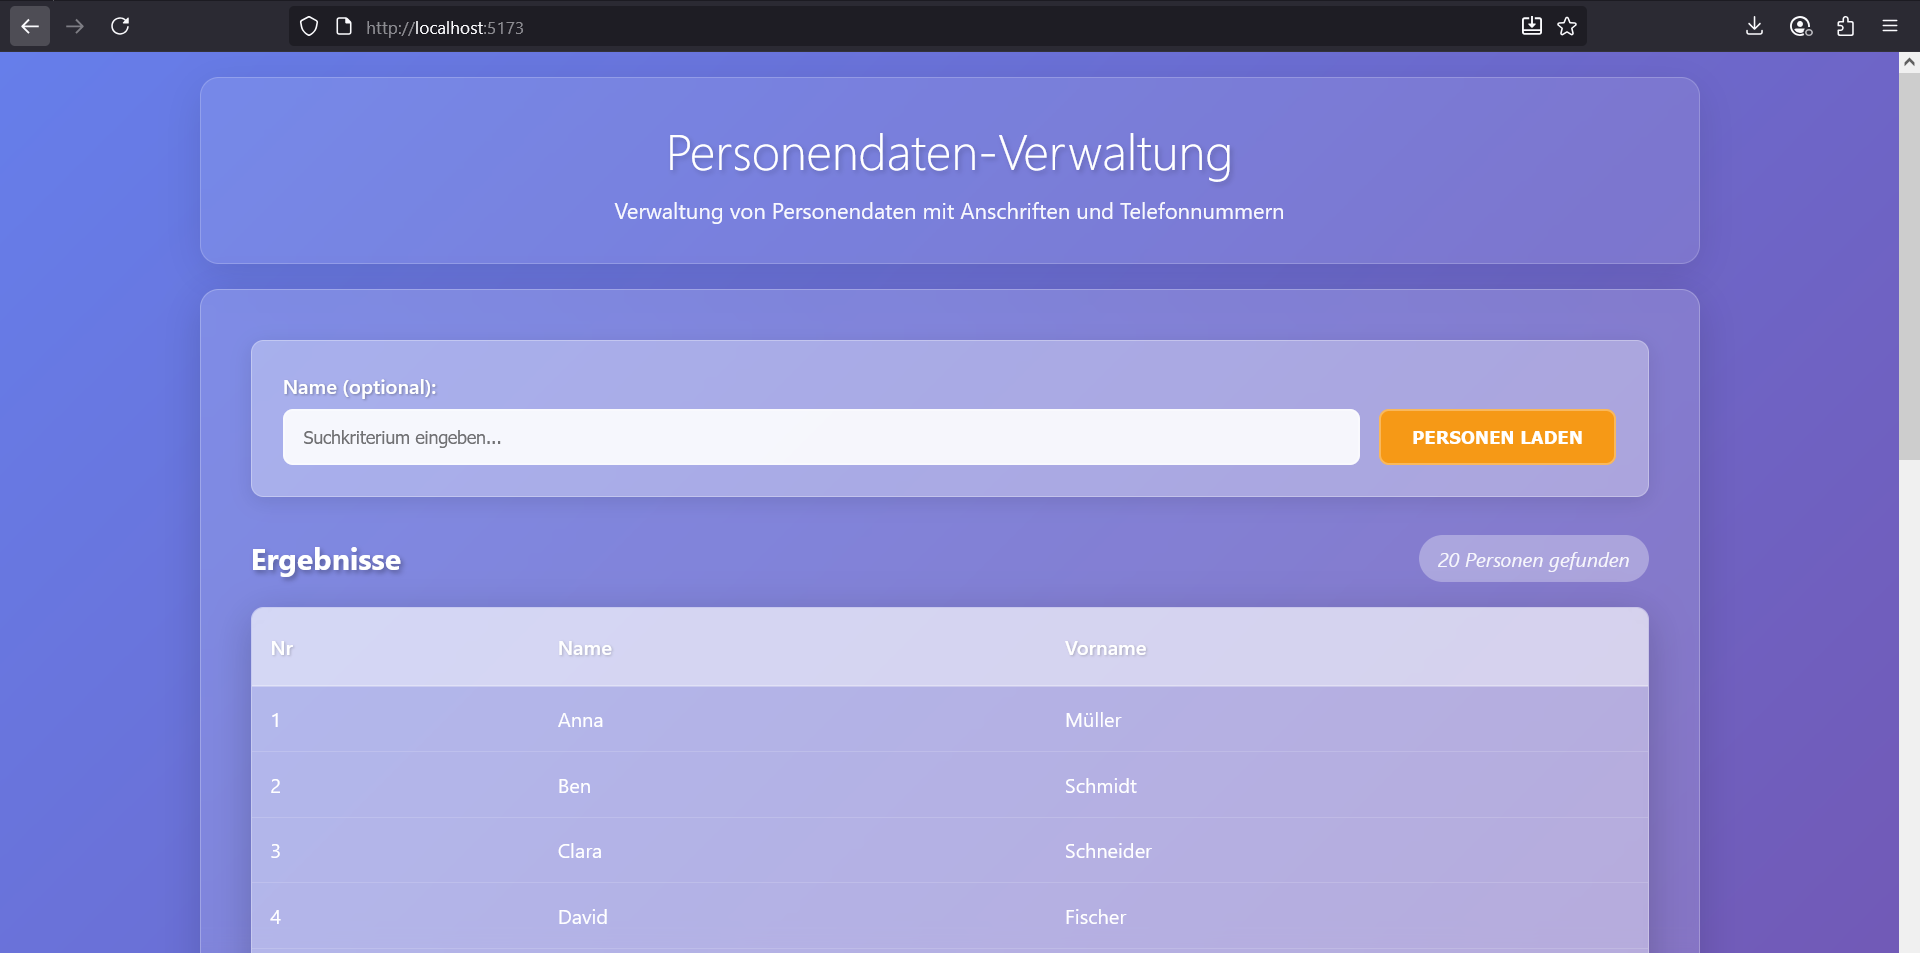 http://localhost:5173
Personendaten-Verwaltung
Verwaltung von Personendaten mit Anschriften und Telefonnummern
Name (optional):
Suchkriterium eingeben...
PERSONEN LADEN
Ergebnisse
20 Personen gefunden
Nr Name Vorname
1 Anna Müller
2 Ben Schmidt
3 Clara Schneider
4 David Fischer